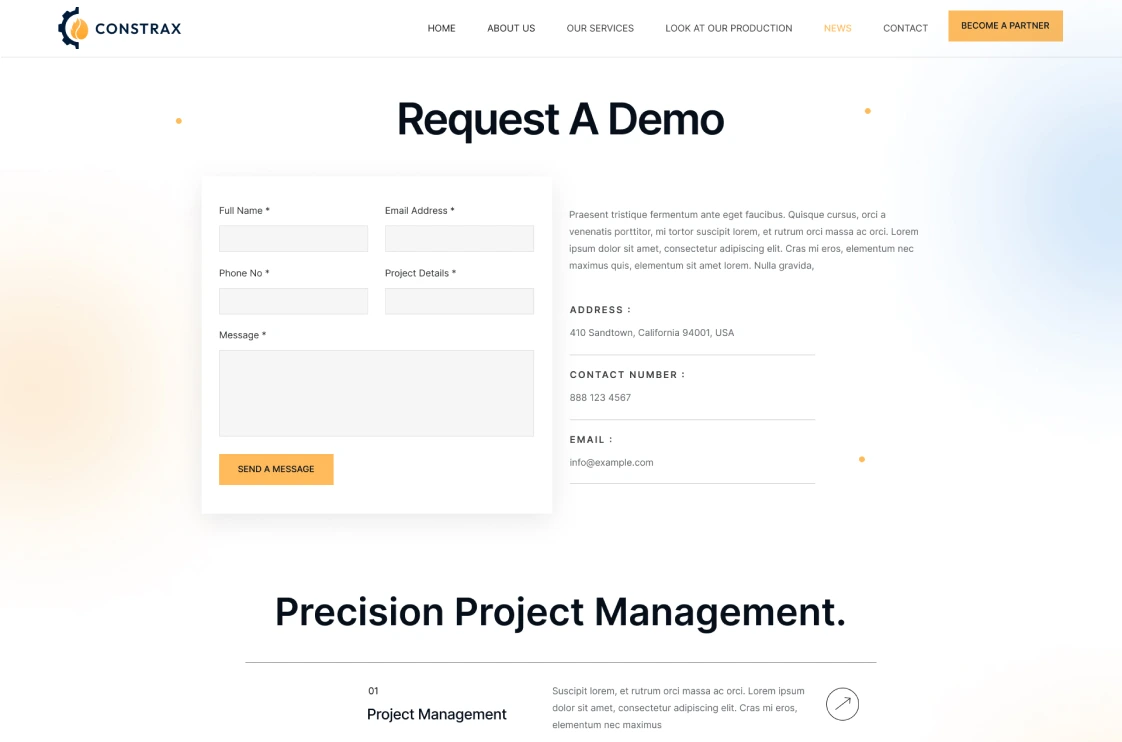 CONSTRAX
HOME
ABOUT US
OUR SERVICES
LOOK AT OUR PRODUCTION
NEWS
CONTACT
BECOME A PARTNER
Request A Demo
Full Name *
Email Address *
Phone No *
Project Details *
Message *
SEND A MESSAGE
Praesent tristique fermentum ante eget faucibus. Quisque cursus, orci a
venenatis porttitor, mi tortor suscipit lorem, et rutrum orci massa ac orci. Lorem
ipsum dolor sit amet, consectetur adipiscing elit. Cras mi eros, elementum nec
maximus quis, elementum sit amet lorem. Nulla gravida,
ADDRESS :
410 Sandtown, California 94001, USA
CONTACT NUMBER :
888 123 4567
EMAIL :
info@example.com
Precision Project Management.
01
Project Management
Suscipit lorem, et rutrum orci massa ac orci. Lorem ipsum
dolor sit amet, consectetur adipiscing elit. Cras mi eros,
elementum nec maximus